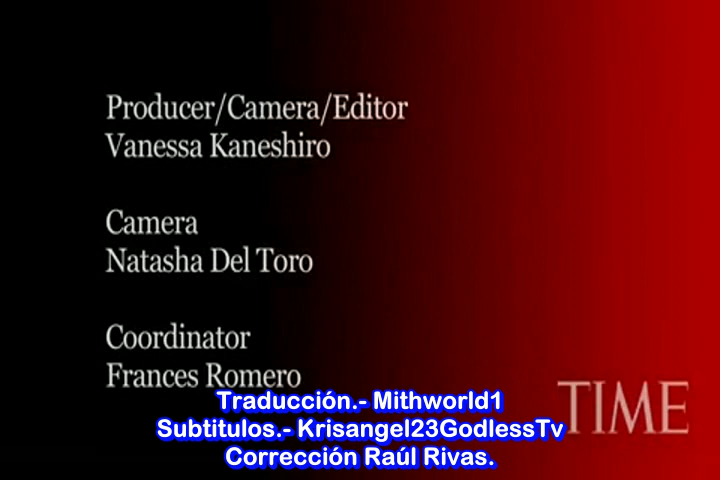 Producer/Camera/Editor
Vanessa Kaneshiro
Camera
Natasha Del Toro
Coordinator
Frances Romero
TIME
Traducción.- Mithworld1
Subtitulos.- Krisangel23GodlessTv
Corrección Raúl Rivas.